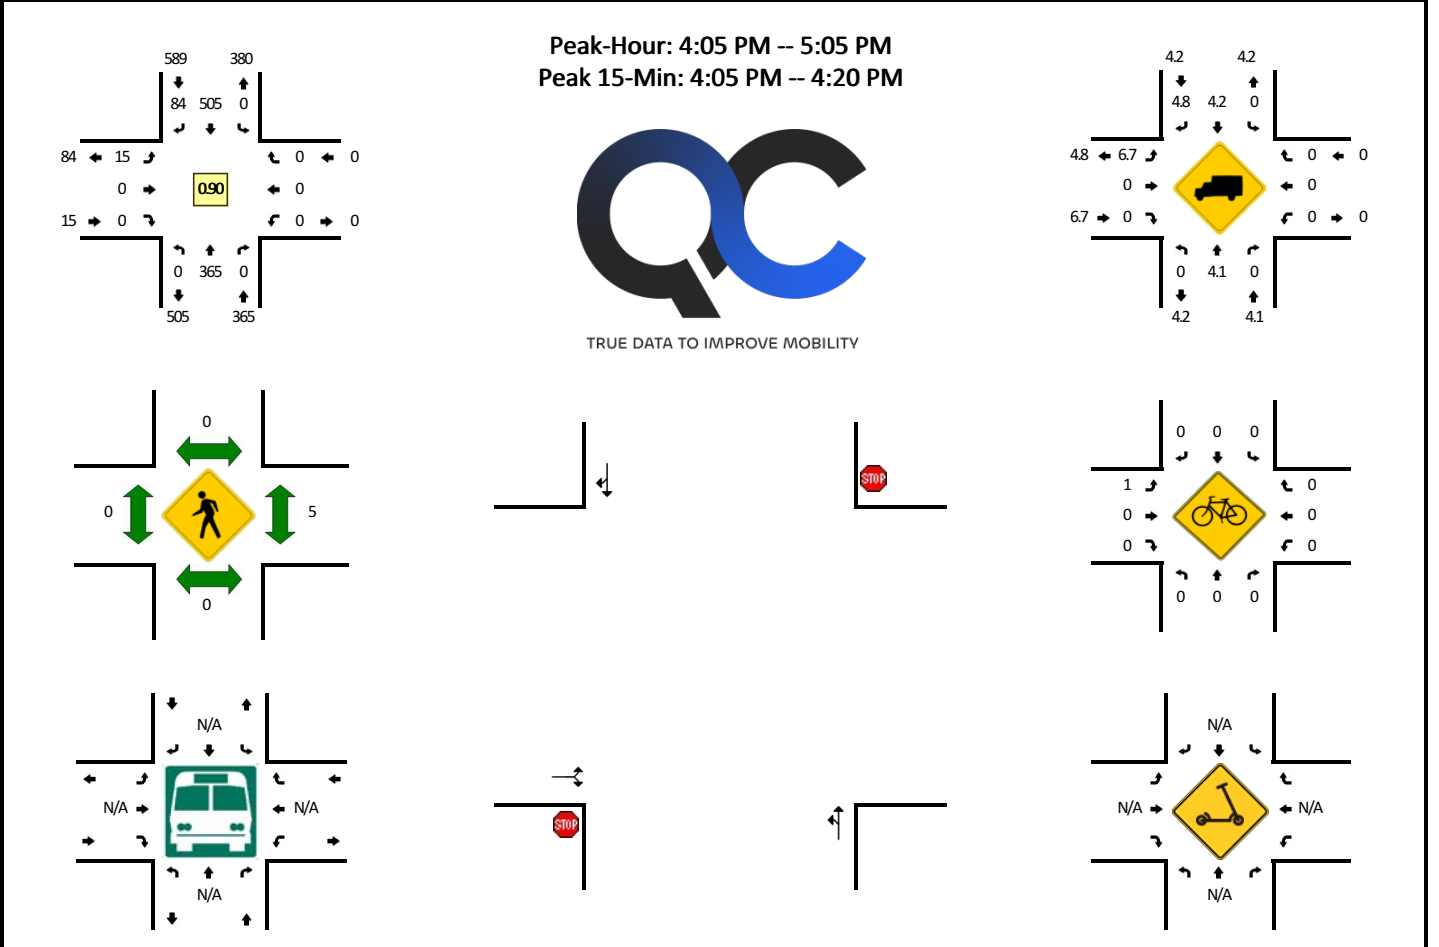 Peak-Hour: 4:05 PM -- 5:05 PM
Peak 15-Min: 4:05 PM -- 4:20 PM
589 380
84 505 0
84 15 0 0
0 0.90 0
15 0 0 0
0 365 0
505 365
QC
TRUE DATA TO IMPROVE MOBILITY
4.2 4.2
4.8 4.2 0
4.8 6.7 0 0
0 0
6.7 0 0 0
0 4.1 0
4.2 4.1
0
0 5
0
STOP
STOP
0 0 0
1 0
0 0
0 0
0 0 0
N/A
N/A N/A
N/A
N/A
N/A N/A
N/A